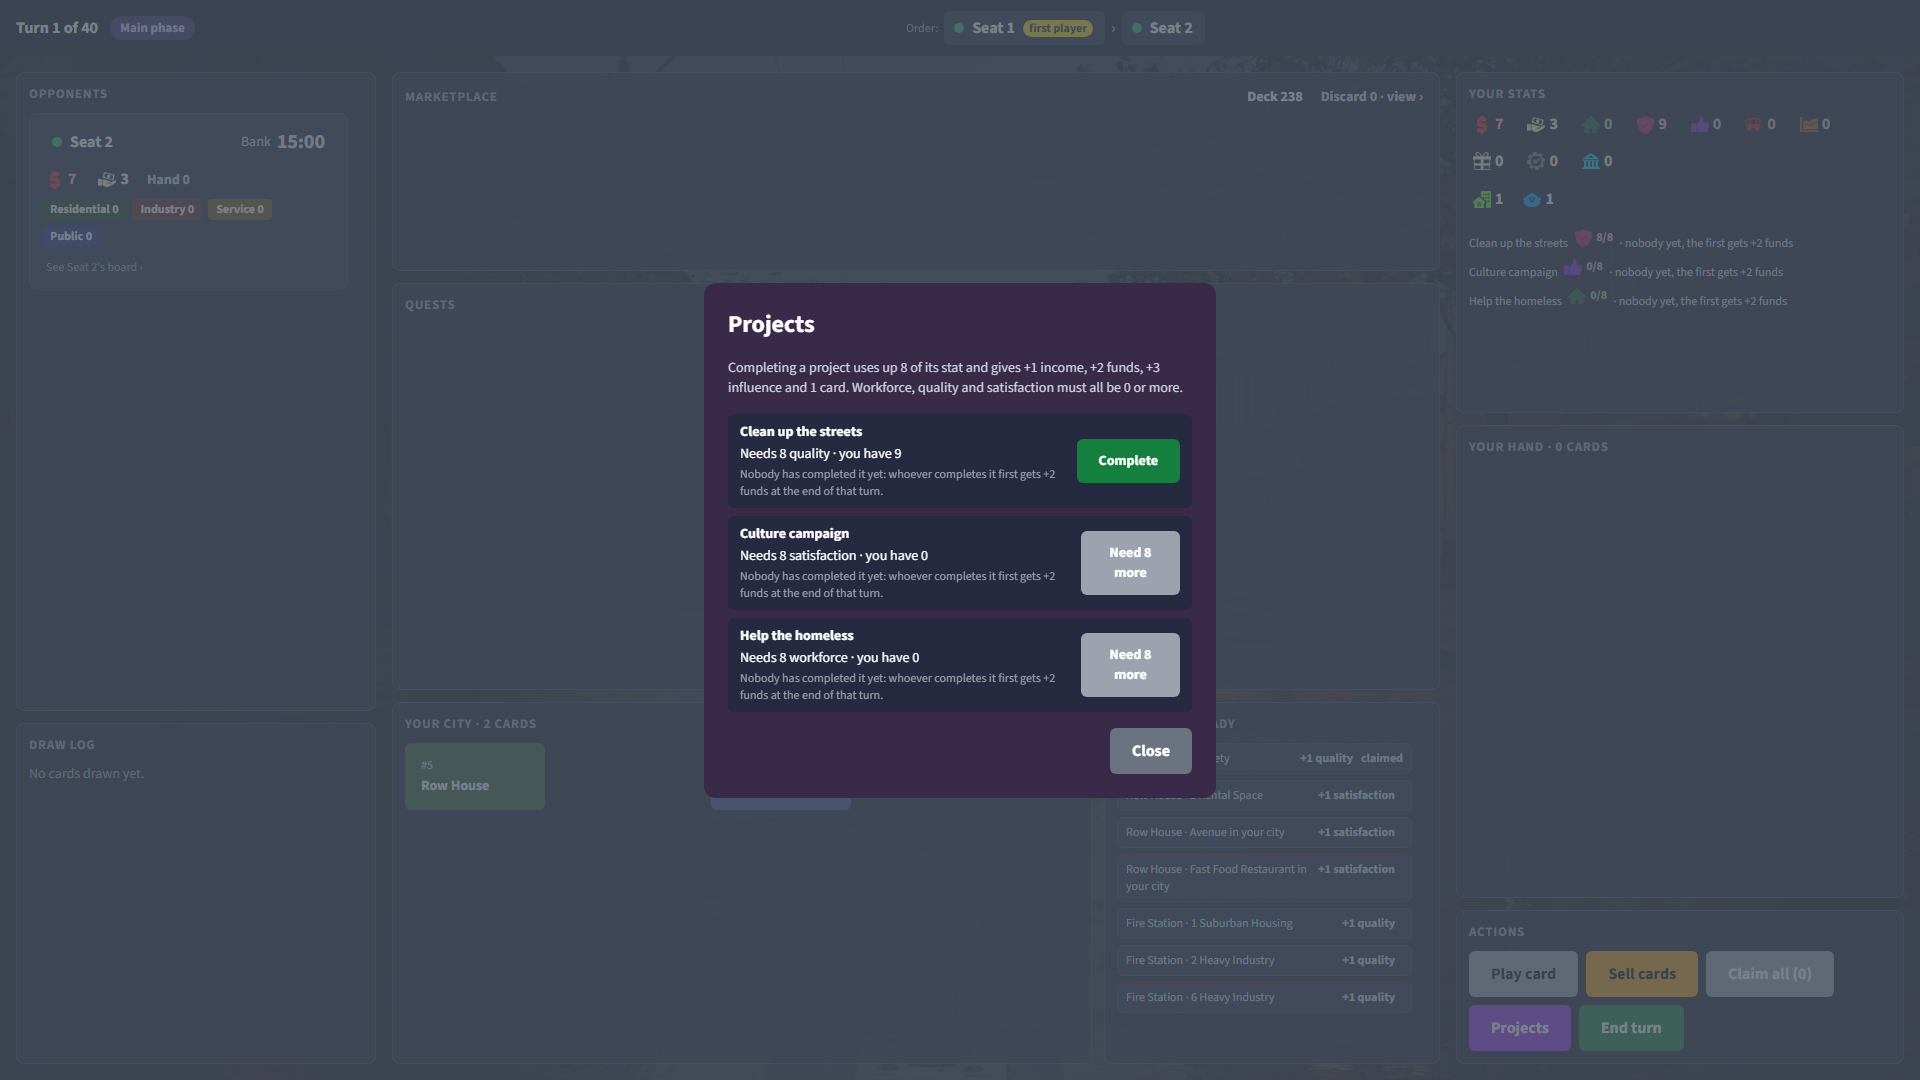 Turn 1 of 40
Main phase
Order:
Seat 1
first player
›
Seat 2
OPPONENTS
Seat 2
Bank 15:00
7
3
Hand 0
Residential 0
Industry 0
Service 0
Public 0
See Seat 2's board ›
DRAW LOG
No cards drawn yet.
MARKETPLACE
Deck 238
Discard 0 · view ›
QUESTS
YOUR CITY · 2 CARDS
#5
Row House
Projects
Completing a project uses up 8 of its stat and gives +1 income, +2 funds, +3
influence and 1 card. Workforce, quality and satisfaction must all be 0 or more.
Clean up the streets
Needs 8 quality · you have 9
Nobody has completed it yet: whoever completes it first gets +2
funds at the end of that turn.
Complete
Culture campaign
Needs 8 satisfaction · you have 0
Nobody has completed it yet: whoever completes it first gets +2
funds at the end of that turn.
Need 8
more
Help the homeless
Needs 8 workforce · you have 0
Nobody has completed it yet: whoever completes it first gets +2
funds at the end of that turn.
Need 8
more
Close
+1 quality claimed
Space +1 satisfaction
Row House · Avenue in your city +1 satisfaction
Row House · Fast Food Restaurant in +1 satisfaction
your city
Fire Station · 1 Suburban Housing +1 quality
Fire Station · 2 Heavy Industry +1 quality
Fire Station · 6 Heavy Industry +1 quality
YOUR STATS
7 3 0 9 0 0 0
0 0 0
1 1
Clean up the streets 8/8 · nobody yet, the first gets +2 funds
Culture campaign 0/8 · nobody yet, the first gets +2 funds
Help the homeless 0/8 · nobody yet, the first gets +2 funds
YOUR HAND · 0 CARDS
ACTIONS
Play card
Sell cards
Claim all (0)
Projects
End turn